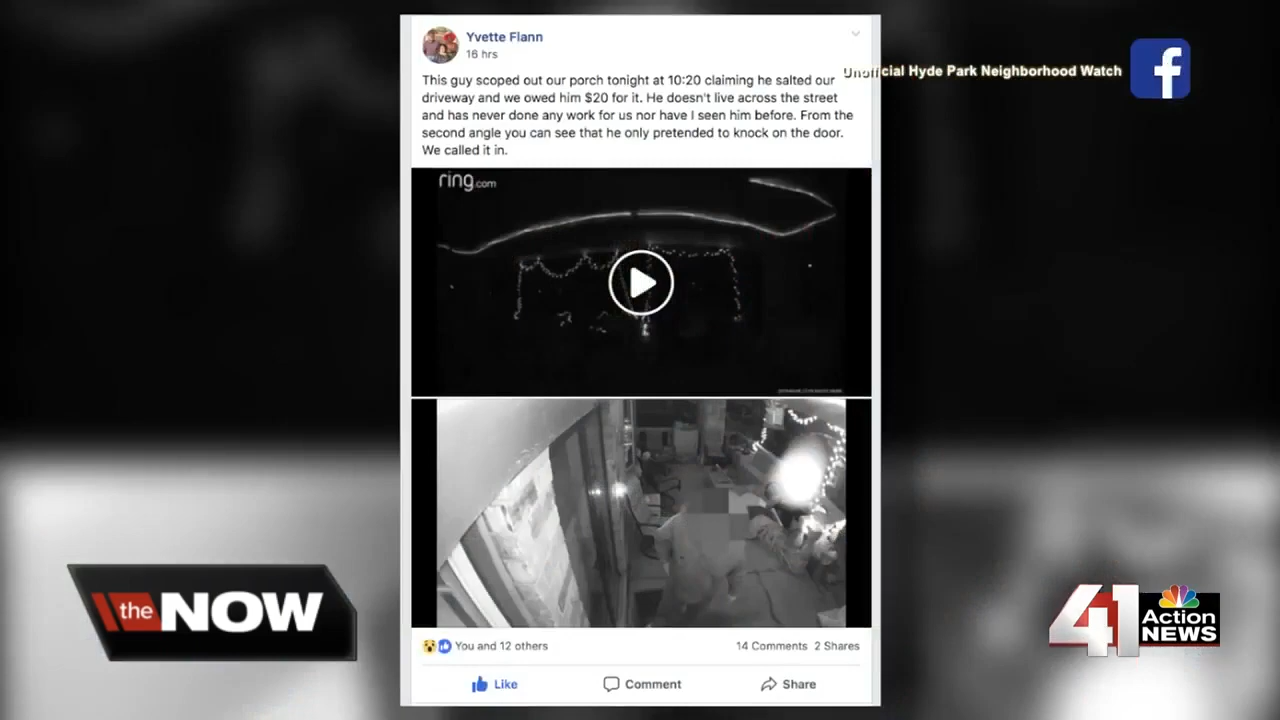 Yvette Flann
16 hrs
Unofficial Hyde Park Neighborhood Watch
f
This guy scoped out our porch tonight at 10:20 claiming he salted our
driveway and we owed him $20 for it. He doesn't live across the street
and has never done any work for us nor have I seen him before. From the
second angle you can see that he only pretended to knock on the door.
We called it in.
ring.com
You and 12 others
14 Comments 2 Shares
Like
Comment
Share
the NOW
41
Action
NEWS